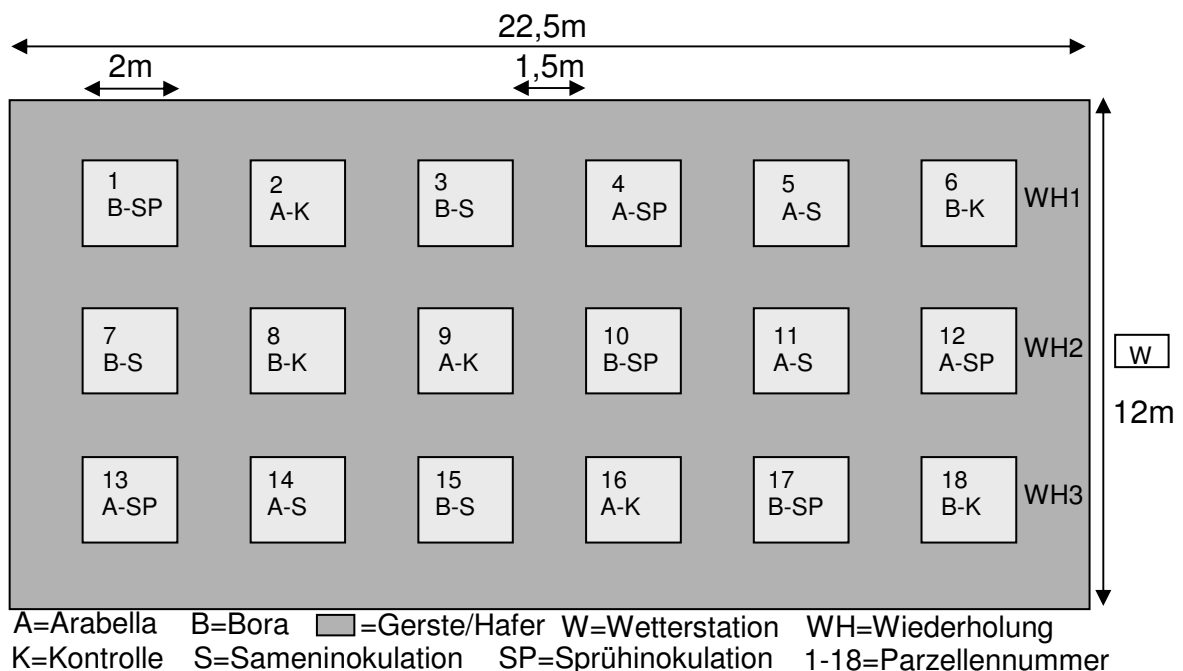 22,5m
2m 1,5m
1 2 3 4 5 6
B-SP A-K B-S A-SP A-S B-K WH1
7 8 9 10 11 12
B-S B-K A-K B-SP A-S A-SP WH2
W
12m
13 14 15 16 17 18
A-SP A-S B-S A-K B-SP B-K WH3
A=Arabella B=Bora =Gerste/Hafer W=Wetterstation WH=Wiederholung
K=Kontrolle S=Sameninokulation SP=Sprühinokulation 1-18=Parzellennummer